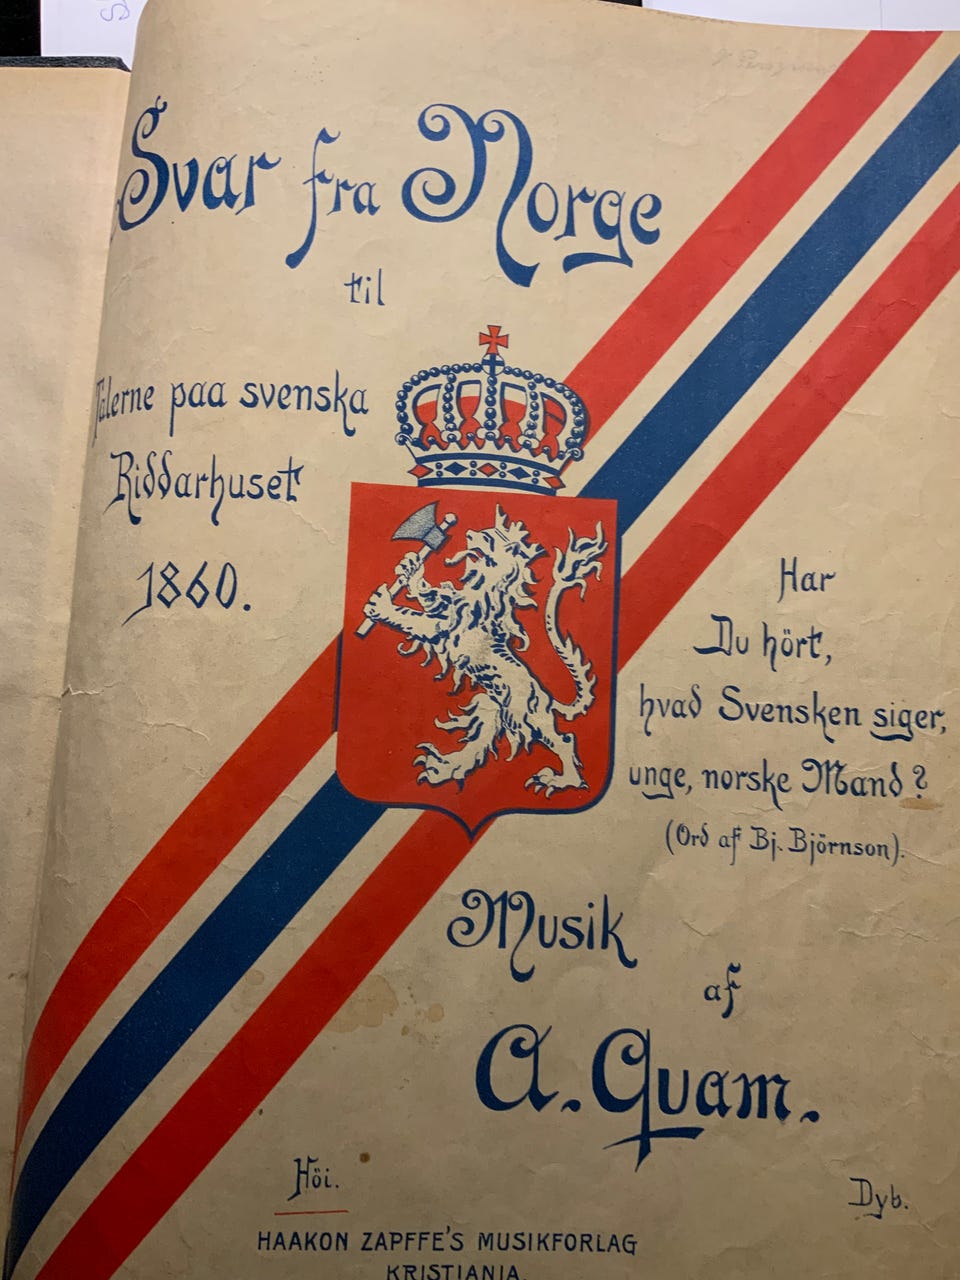 Svar fra Norge
til
Talerne paa svenska
Riddarhuset
1860.
Har
Du hört,
hvad Svensken siger,
unge, norske Mand?
(Ord af Bj. Björnson).
Musik
af
A. Quam.
Höi.
Dyb.
HAAKON ZAPFFE'S MUSIKFORLAG
KRISTIANIA.